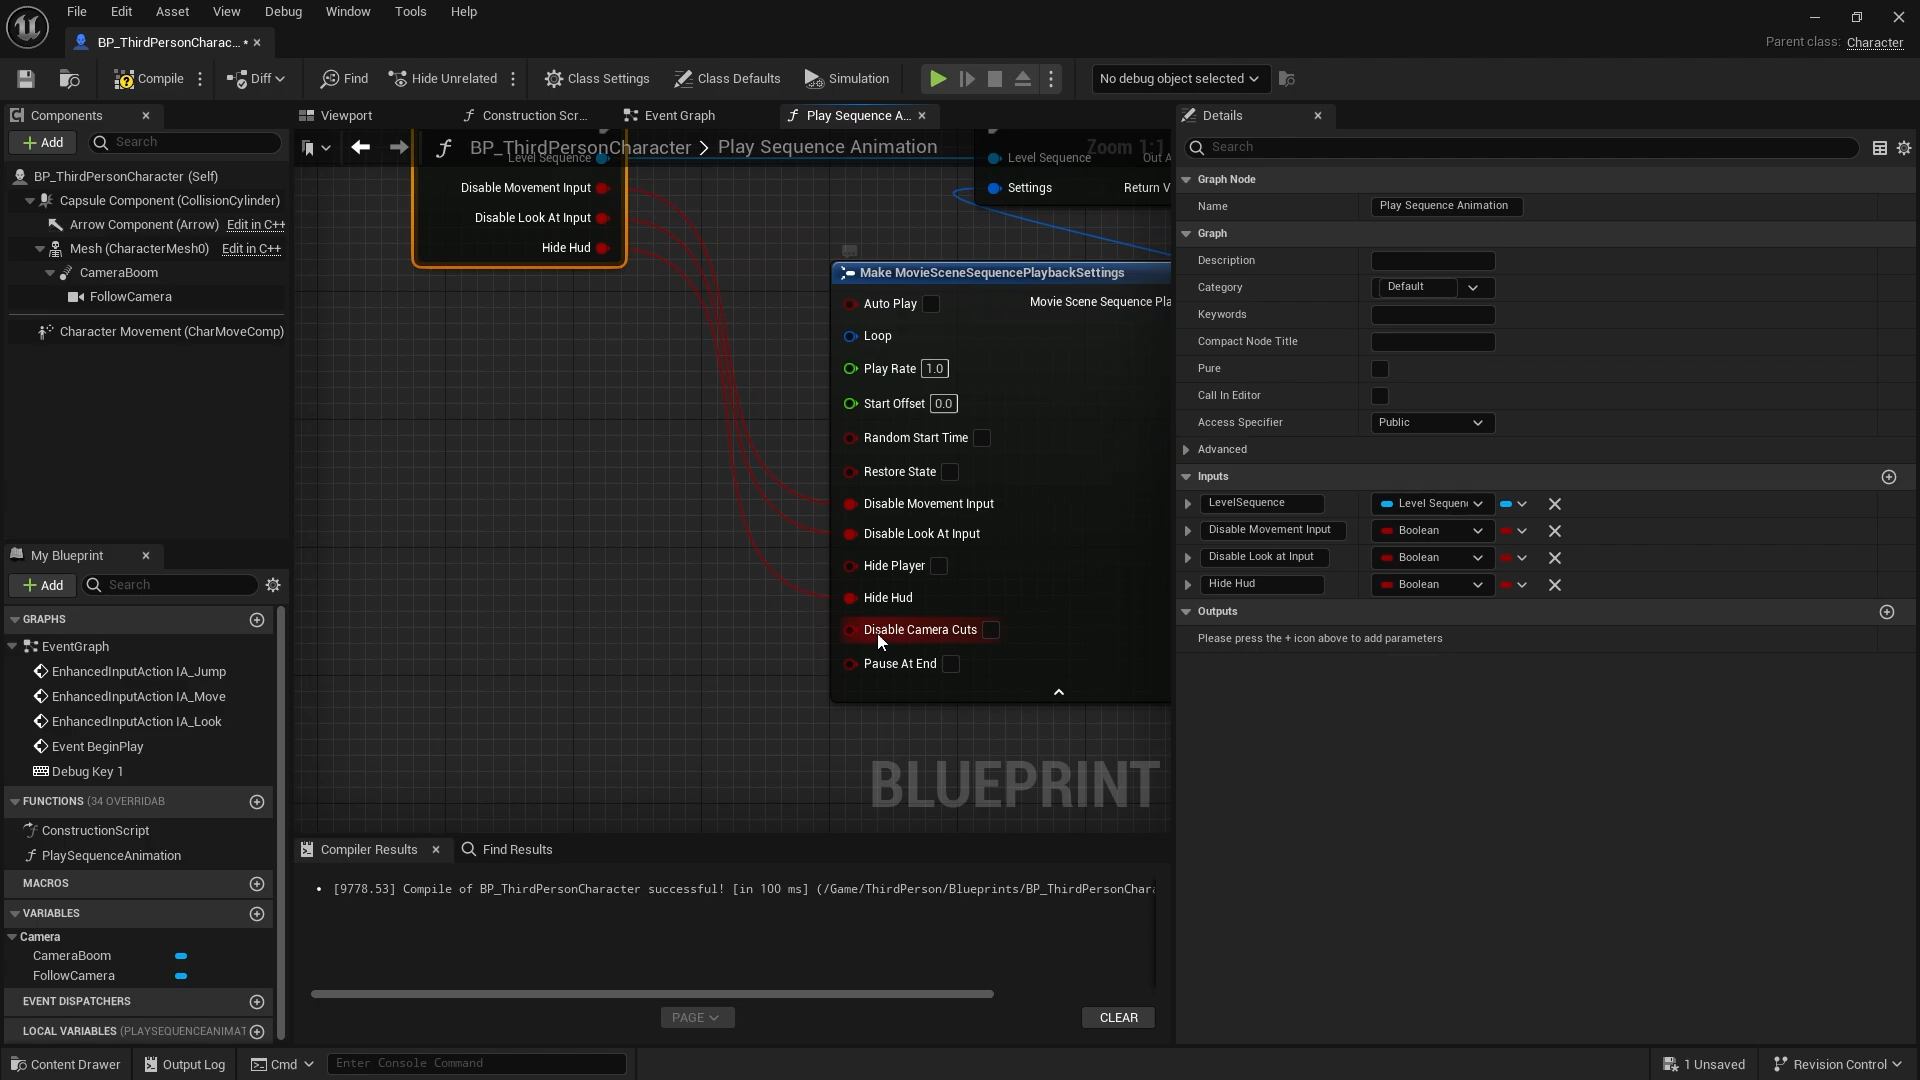 File Edit Asset View Debug Window Tools Help
BP_ThirdPersonCharac... •
Parent class: Character
Compile Diff Find Hide Unrelated Class Settings Class Defaults Simulation No debug object selected
Components
Add Search
BP_ThirdPersonCharacter (Self)
Capsule Component (CollisionCylinder)
Arrow Component (Arrow) Edit in C++
Mesh (CharacterMesh0) Edit in C++
CameraBoom
FollowCamera
Character Movement (CharMoveComp)
My Blueprint
Add Search
GRAPHS
EventGraph
EnhancedInputAction IA_Jump
EnhancedInputAction IA_Move
EnhancedInputAction IA_Look
Event BeginPlay
Debug Key 1
FUNCTIONS (34 OVERRIDAB
ConstructionScript
PlaySequenceAnimation
MACROS
VARIABLES
Camera
CameraBoom
FollowCamera
EVENT DISPATCHERS
LOCAL VARIABLES (PLAYSEQUENCEANIMAT
Viewport Construction Scr... Event Graph Play Sequence A...
BP_ThirdPersonCharacter > Play Sequence Animation Zoom 1:1
Level Sequence
Disable Movement Input
Disable Look At Input
Hide Hud
Level Sequence Out A
Settings Return V
Make MovieSceneSequencePlaybackSettings
Auto Play Movie Scene Sequence Pla
Loop
Play Rate 1.0
Start Offset 0.0
Random Start Time
Restore State
Disable Movement Input
Disable Look At Input
Hide Player
Hide Hud
Disable Camera Cuts
Pause At End
BLUEPRINT
Compiler Results Find Results
• [9778.53] Compile of BP_ThirdPersonCharacter successful! [in 100 ms] (/Game/ThirdPerson/Blueprints/BP_ThirdPersonChara
PAGE CLEAR
Details
Search
Graph Node
Name Play Sequence Animation
Graph
Description
Category Default
Keywords
Compact Node Title
Pure
Call In Editor
Access Specifier Public
Advanced
Inputs
LevelSequence Level Sequenc
Disable Movement Input Boolean
Disable Look at Input Boolean
Hide Hud Boolean
Outputs
Please press the + icon above to add parameters
Content Drawer Output Log Cmd Enter Console Command 1 Unsaved Revision Control